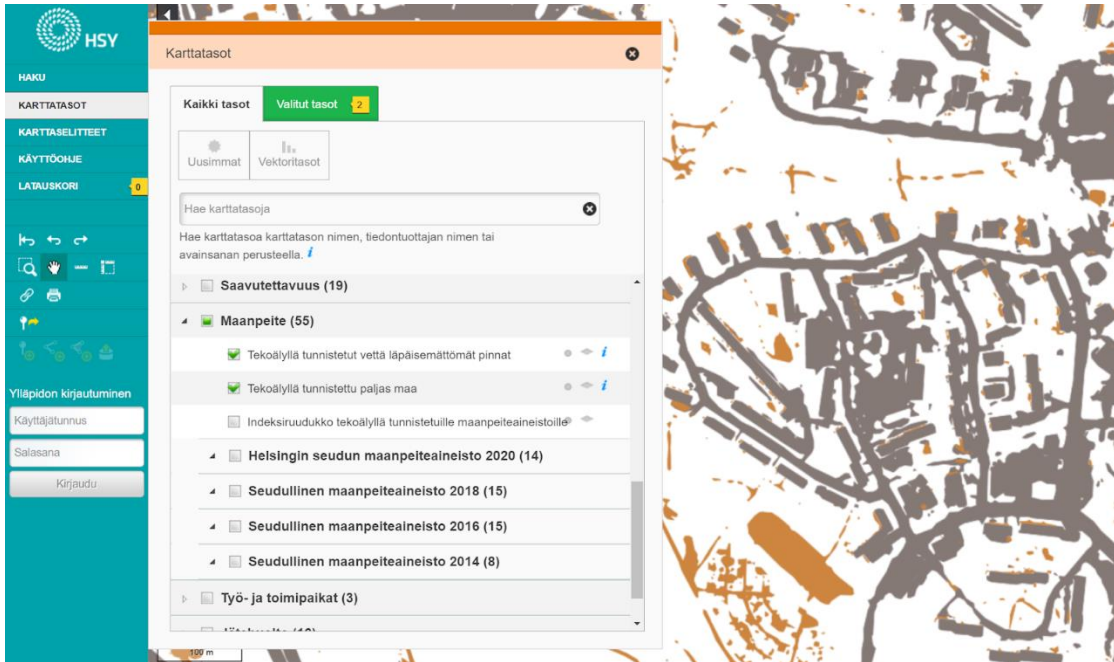 HSY
HAKU
KARTTATASOT
KARTTASELITTEET
KÄYTTÖOHJE
LATAUSKORI
0
Ylläpidon kirjautuminen
Käyttäjätunnus
Salasana
Kirjaudu
Karttatasot
Kaikki tasot
Valitut tasot
2
Uusimmat
Vektoritasot
Hae karttatasoja
Hae karttatasoa karttatason nimen, tiedontuottajan nimen tai
avainsanan perusteella. i
Saavutettavuus (19)
Maanpeite (55)
Tekoälyllä tunnistetut vettä läpäisemättömät pinnat
i
Tekoälyllä tunnistettu paljas maa
i
Indeksiruudukko tekoälyllä tunnistetuille maanpeiteaineistoille
Helsingin seudun maanpeiteaineisto 2020 (14)
Seudullinen maanpeiteaineisto 2018 (15)
Seudullinen maanpeiteaineisto 2016 (15)
Seudullinen maanpeiteaineisto 2014 (8)
Työ- ja toimipaikat (3)
100 m